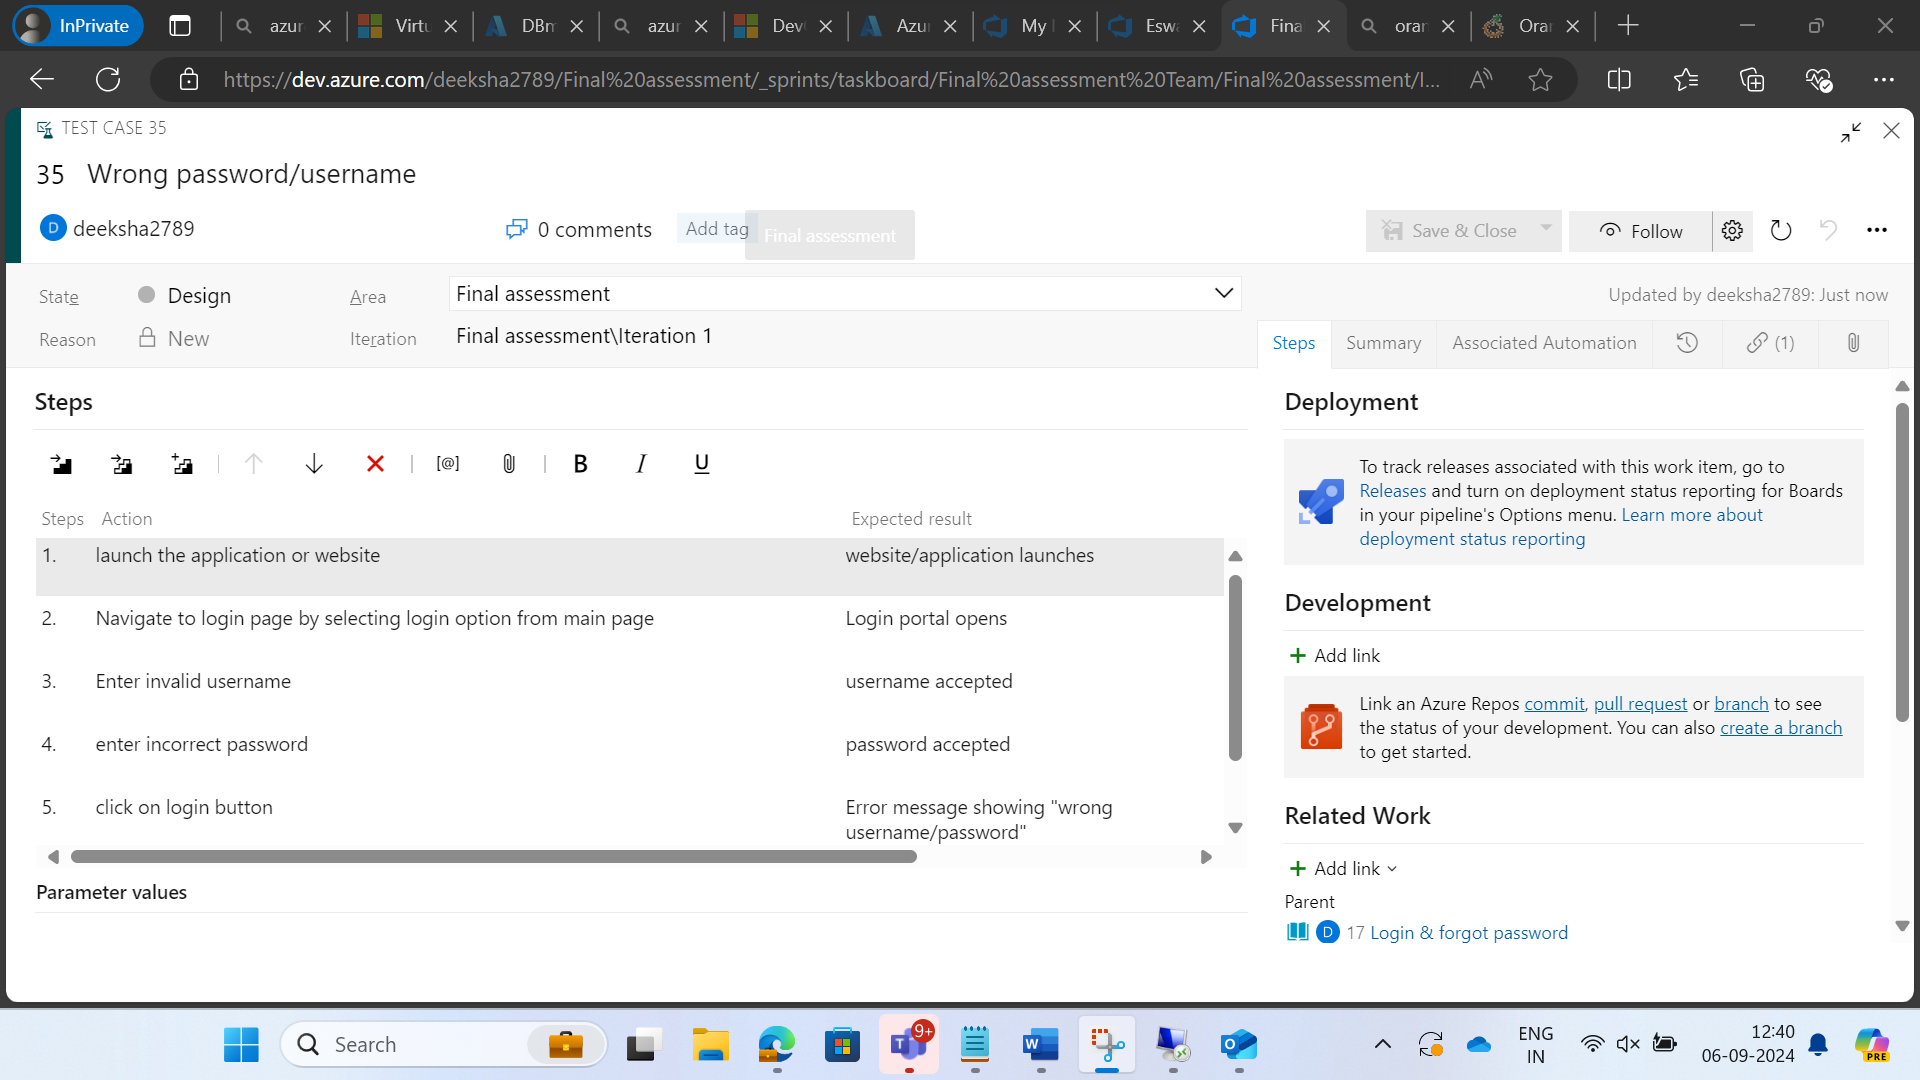 InPrivate
azur
Virtu
DBm
azur
Dev
Azur
My
Eswa
Fina
oran
Oran
https://dev.azure.com/deeksha2789/Final%20assessment/_sprints/taskboard/Final%20assessment%20Team/Final%20assessment/I...
TEST CASE 35
35 Wrong password/username
D deeksha2789
0 comments
Add tag
Final assessment
Save & Close
Follow
State
Design
Area
Final assessment
Updated by deeksha2789: Just now
Reason
New
Iteration
Final assessment\Iteration 1
Steps
Summary
Associated Automation
(1)
Steps
[@]
B
I
U
Steps Action Expected result
1. launch the application or website website/application launches
2. Navigate to login page by selecting login option from main page Login portal opens
3. Enter invalid username username accepted
4. enter incorrect password password accepted
5. click on login button Error message showing "wrong
username/password"
Parameter values
Deployment
To track releases associated with this work item, go to
Releases and turn on deployment status reporting for Boards
in your pipeline's Options menu. Learn more about
deployment status reporting
Development
+ Add link
Link an Azure Repos commit, pull request or branch to see
the status of your development. You can also create a branch
to get started.
Related Work
+ Add link
Parent
D 17 Login & forgot password
Search
T
9+
W
O
ENG
IN
12:40
06-09-2024
PRE